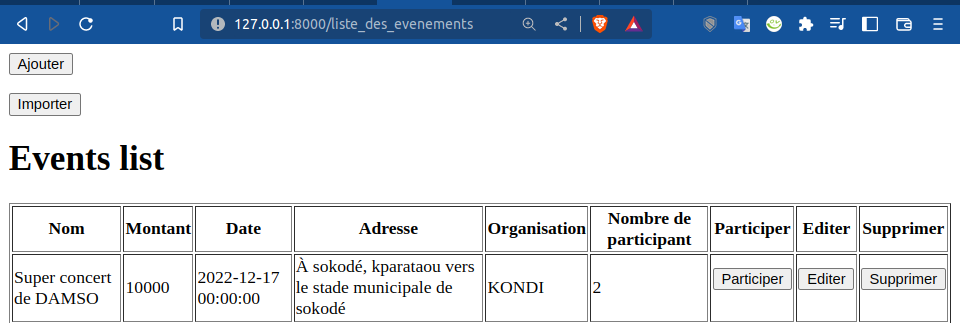 127.0.0.1:8000/liste_des_evenements
Ajouter
Importer
Events list
Nom Montant Date Adresse Organisation Nombre de participant Participer Editer Supprimer
Super concert de DAMSO 10000 2022-12-17 00:00:00 À sokodé, kparataou vers le stade municipale de sokodé KONDI 2 Participer Editer Supprimer